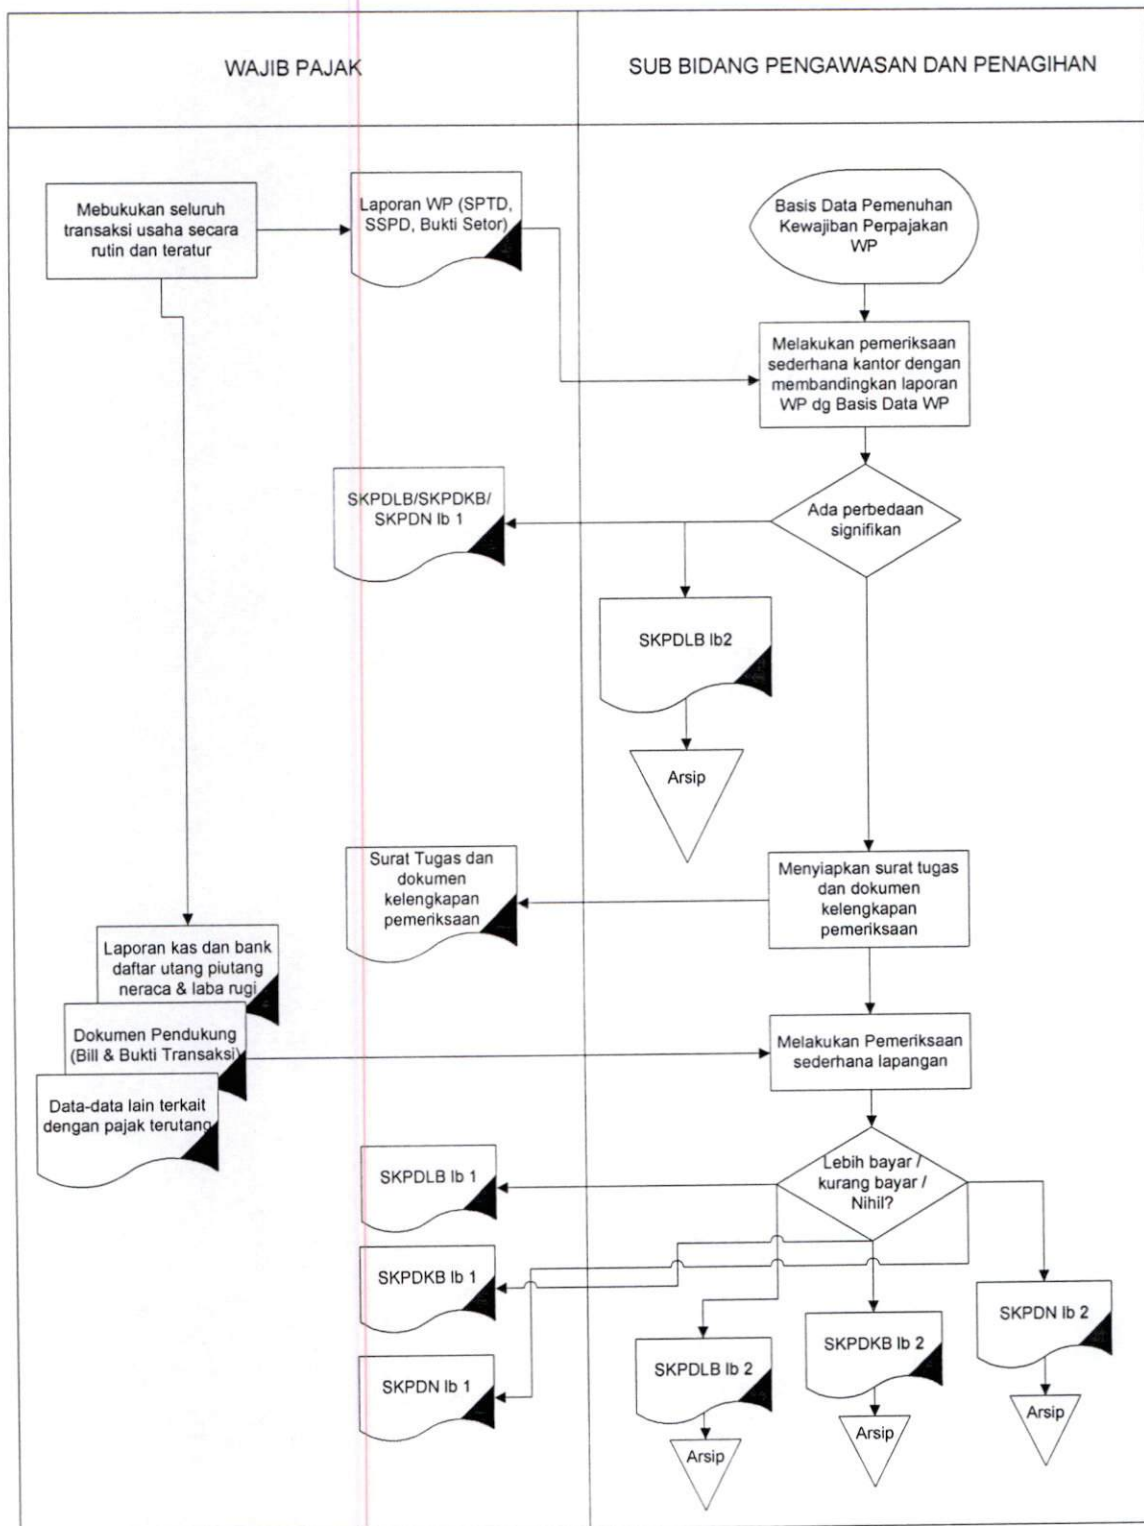 WAJIB PAJAK
SUB BIDANG PENGAWASAN DAN PENAGIHAN
Mebukukan seluruh
transaksi usaha secara
rutin dan teratur
Laporan WP (SPTD,
SSPD, Bukti Setor)
Basis Data Pemenuhan
Kewajiban Perpajakan
WP
Melakukan pemeriksaan
sederhana kantor dengan
membandingkan laporan
WP dg Basis Data WP
SKPDLB/SKPDKB/
SKPDN lb 1
Ada perbedaan
signifikan
SKPDLB lb2
Arsip
Surat Tugas dan
dokumen
kelengkapan
pemeriksaan
Menyiapkan surat tugas
dan dokumen
kelengkapan
pemeriksaan
Laporan kas dan bank
daftar utang piutang
neraca & laba rugi
Dokumen Pendukung
(Bill & Bukti Transaksi)
Data-data lain terkait
dengan pajak terutang
Melakukan Pemeriksaan
sederhana lapangan
Lebih bayar /
kurang bayar /
Nihil?
SKPDLB lb 1
SKPDKB lb 1
SKPDN lb 1
SKPDLB lb 2
SKPDKB lb 2
SKPDN lb 2
Arsip
Arsip
Arsip